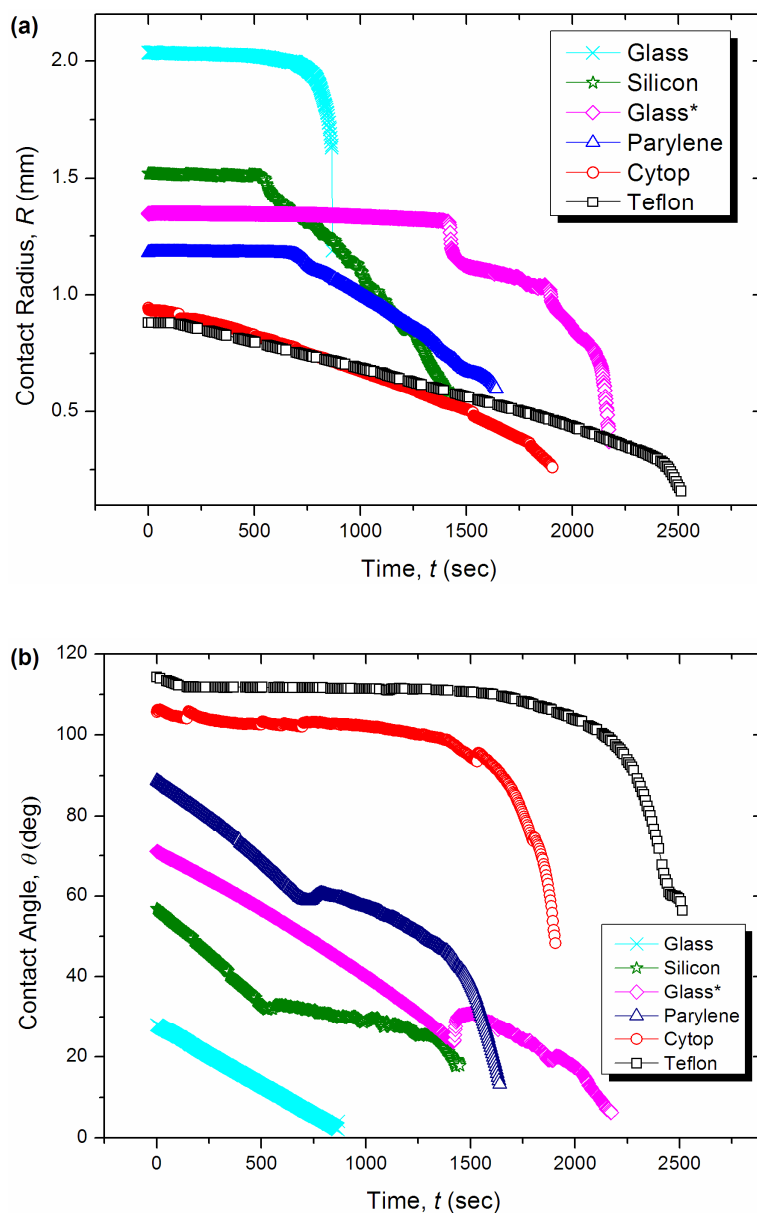 (a)
2.0
1.5
1.0
0.5
Contact Radius, R (mm)
Glass
Silicon
Glass*
Parylene
Cytop
Teflon
0 500 1000 1500 2000 2500
Time, t (sec)
(b)
120
100
80
60
40
20
0
Contact Angle, θ (deg)
Glass
Silicon
Glass*
Parylene
Cytop
Teflon
0 500 1000 1500 2000 2500
Time, t (sec)